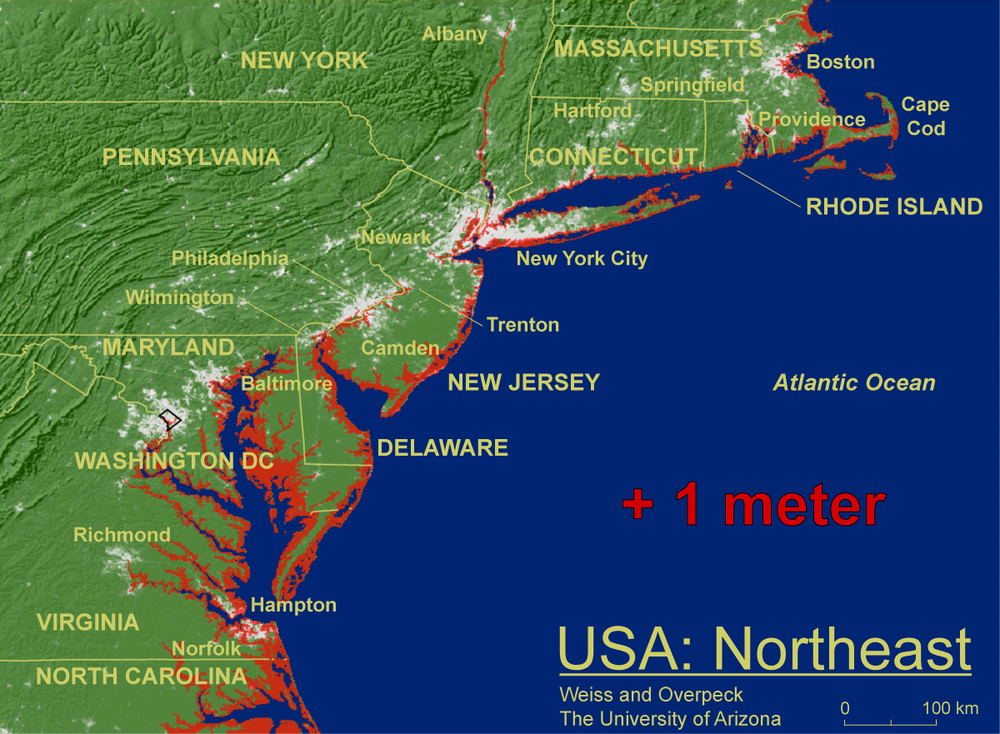 Albany
MASSACHUSETTS
NEW YORK
Boston
Springfield
Hartford
Providence
Cape
Cod
PENNSYLVANIA
CONNECTICUT
RHODE ISLAND
Newark
Philadelphia
New York City
Wilmington
Trenton
MARYLAND
Camden
Baltimore
NEW JERSEY
Atlantic Ocean
DELAWARE
WASHINGTON DC
+ 1 meter
Richmond
Hampton
VIRGINIA
Norfolk
NORTH CAROLINA
USA: Northeast
Weiss and Overpeck
The University of Arizona
0 100 km